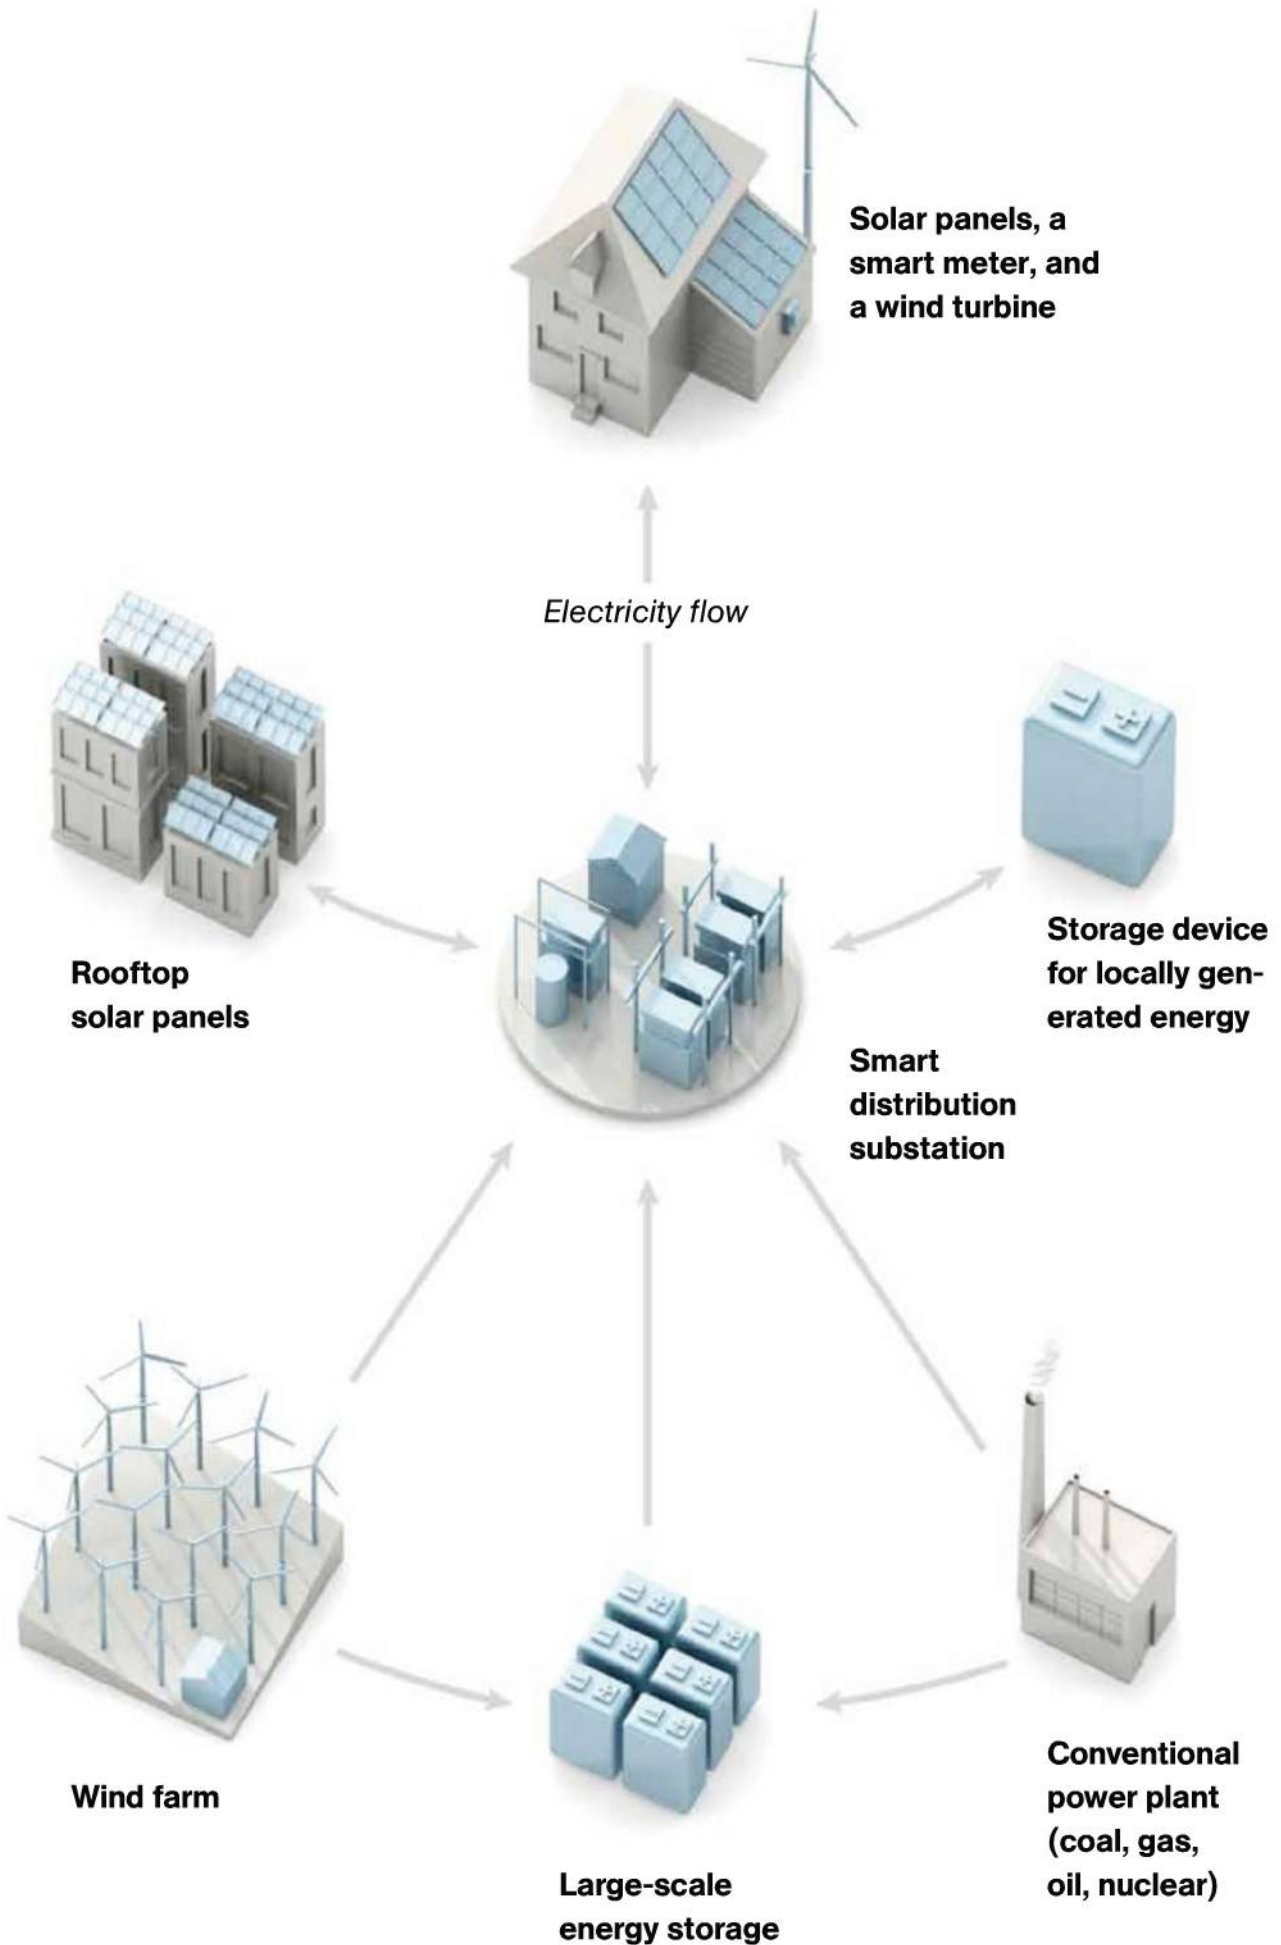 Solar panels, a
smart meter, and
a wind turbine
Electricity flow
Rooftop
solar panels
Storage device
for locally gen-
erated energy
Smart
distribution
substation
Wind farm
Large-scale
energy storage
Conventional
power plant
(coal, gas,
oil, nuclear)